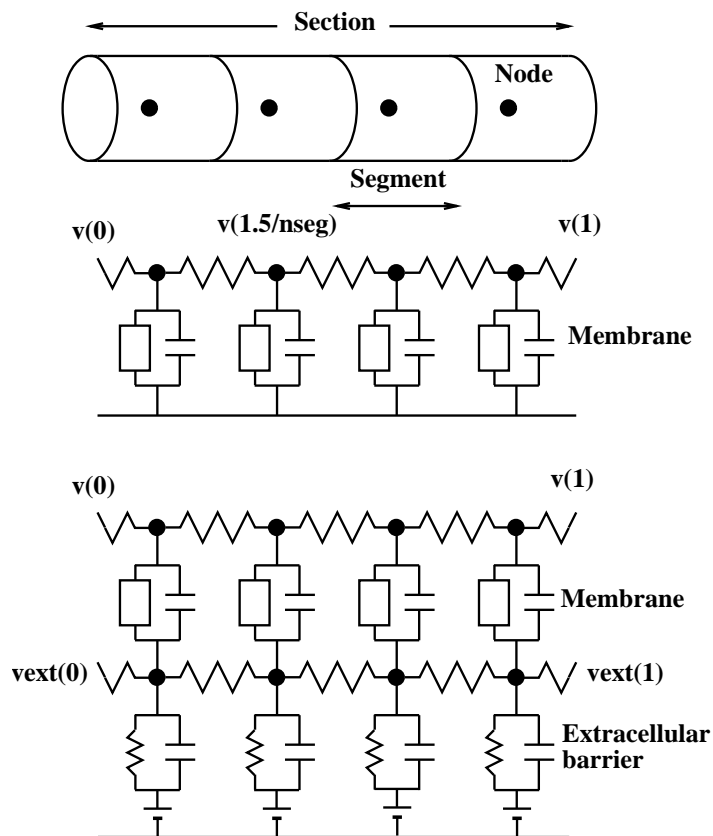 Section
Node
Segment
v(0)
v(1.5/nseg)
v(1)
Membrane
v(0)
v(1)
Membrane
vext(0)
vext(1)
Extracellular
barrier